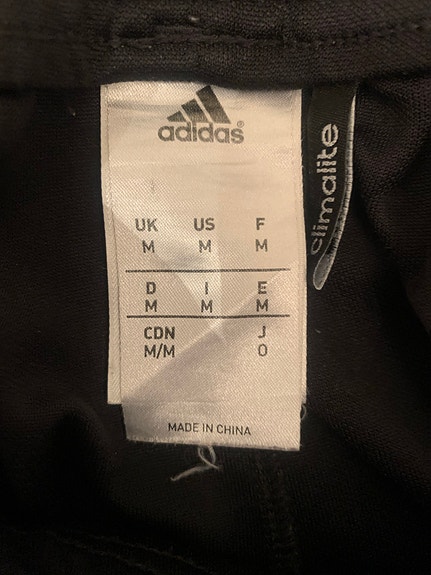 adidas®
climalite
UK US F
M M M
D I E
M M M
CDN J
M/M O
MADE IN CHINA